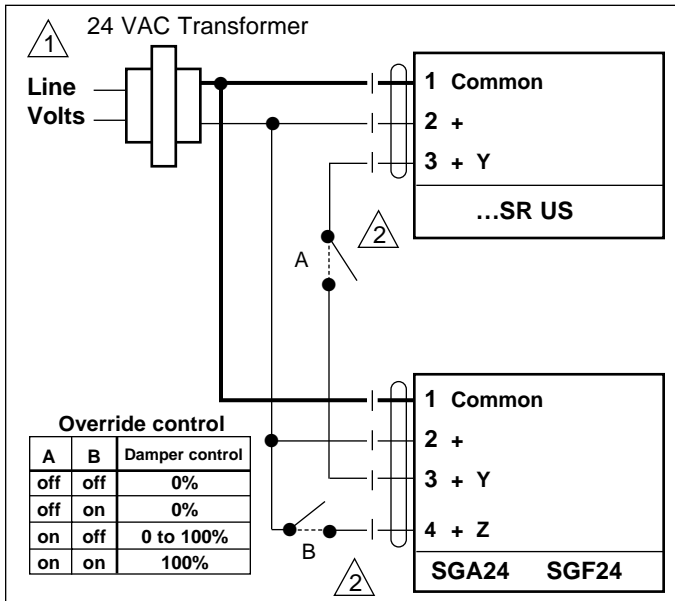 1
24 VAC Transformer
Line
Volts
1 Common
2 +
3 + Y
...SR US
2
A
1 Common
2 +
3 + Y
4 + Z
B
2
SGA24 SGF24
Override control
A B Damper control
off off 0%
off on 0%
on off 0 to 100%
on on 100%